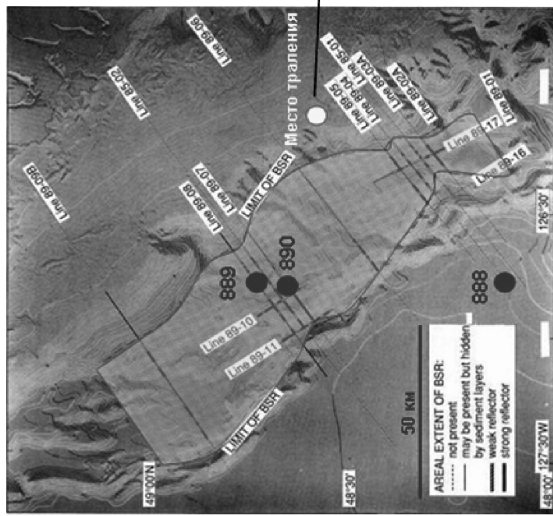 Line 89-09B
Line 85-02
Line 89-06
Line 89-08
Line 89-07
LIMIT OF BSR
Место траления
Line 85-01
Line 89-04
Line 89-05
Line 89-03A
Line 89-02A
Line 89-01
Line 89-17
Line 89-16
889
890
888
Line 89-10
Line 89-11
LIMIT OF BSR
50 км
AREAL EXTENT OF BSR:
not present
may be present but hidden
by sediment layers
weak reflector
strong reflector
49°00'N
48°30'
48°00'
127°30'W
126°30'